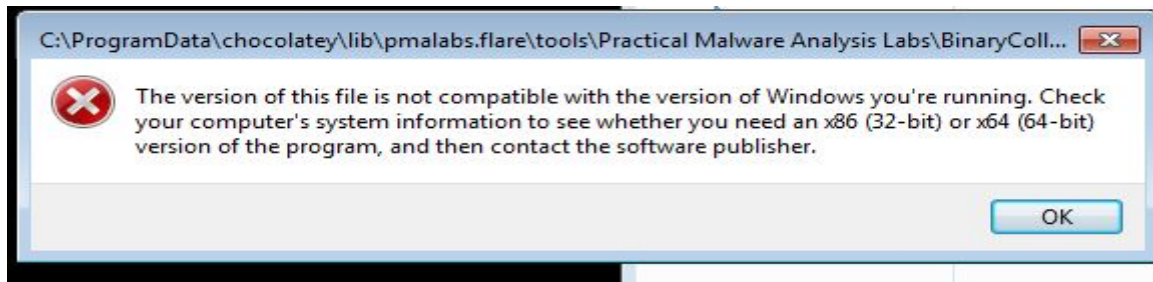 C:\ProgramData\chocolatey\lib\pmalabs.flare\tools\Practical Malware Analysis Labs\BinaryColl...
The version of this file is not compatible with the version of Windows you're running. Check
your computer's system information to see whether you need an x86 (32-bit) or x64 (64-bit)
version of the program, and then contact the software publisher.
OK